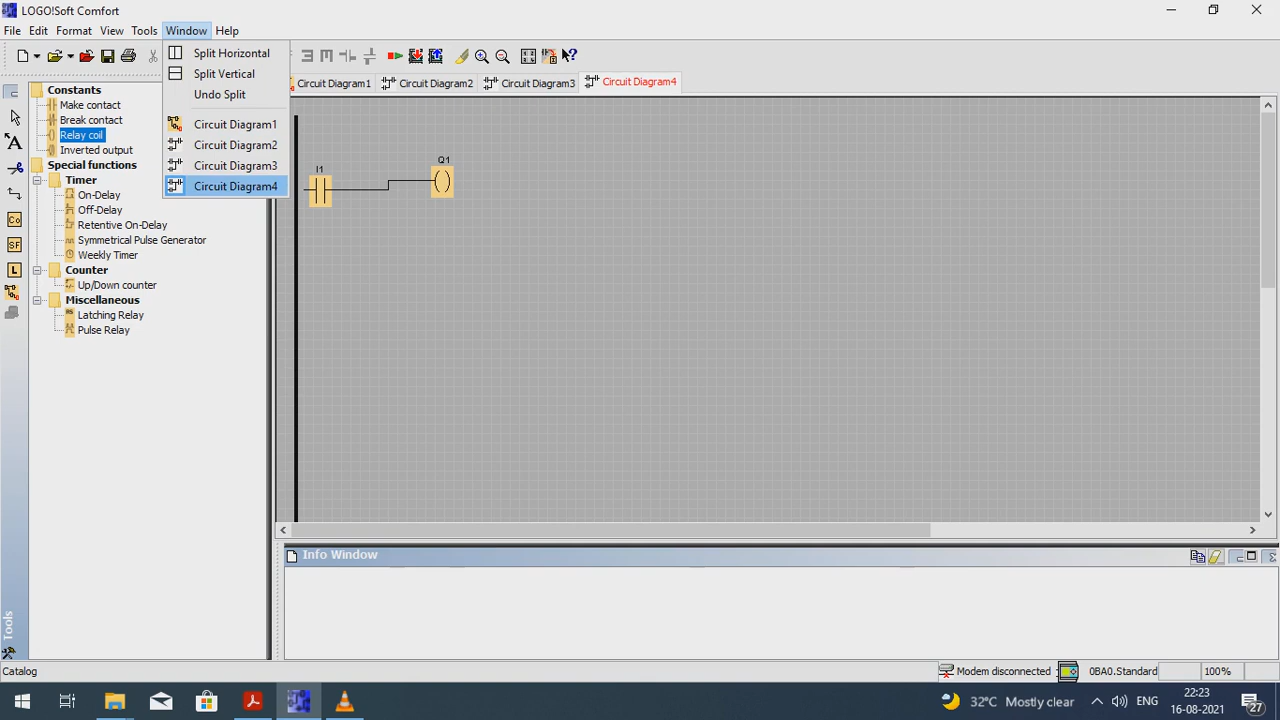 LOGO!Soft Comfort
File Edit Format View Tools Window Help
Split Horizontal
Split Vertical
Undo Split
Circuit Diagram1
Circuit Diagram2
Circuit Diagram3
Circuit Diagram4
Circuit Diagram1 Circuit Diagram2 Circuit Diagram3 Circuit Diagram4
Constants
Make contact
Break contact
Relay coil
Inverted output
Special functions
Timer
On-Delay
Off-Delay
Retentive On-Delay
Symmetrical Pulse Generator
Weekly Timer
Counter
Up/Down counter
Miscellaneous
RS Latching Relay
Pulse Relay
Co
SF
L
I1
Q1
Info Window
Tools
Catalog
Modem disconnected 0BA0.Standard 100%
32°C Mostly clear
ENG
22:23
16-08-2021
27